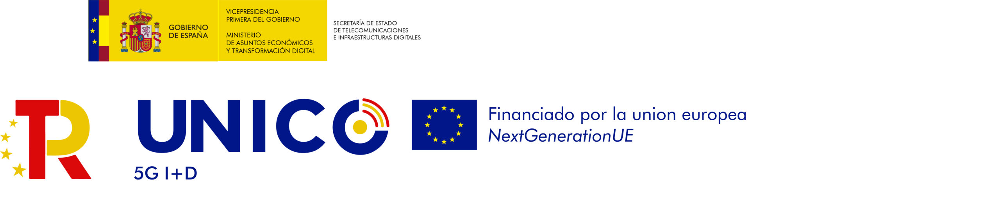 GOBIERNO
DE ESPAÑA
VICEPRESIDENCIA
PRIMERA DEL GOBIERNO
MINISTERIO
DE ASUNTOS ECONÓMICOS
Y TRANSFORMACIÓN DIGITAL
SECRETARÍA DE ESTADO
DE TELECOMUNICACIONES
E INFRAESTRUCTURAS DIGITALES
TR
UNICO
5G I+D
Financiado por la union europea
NextGenerationUE